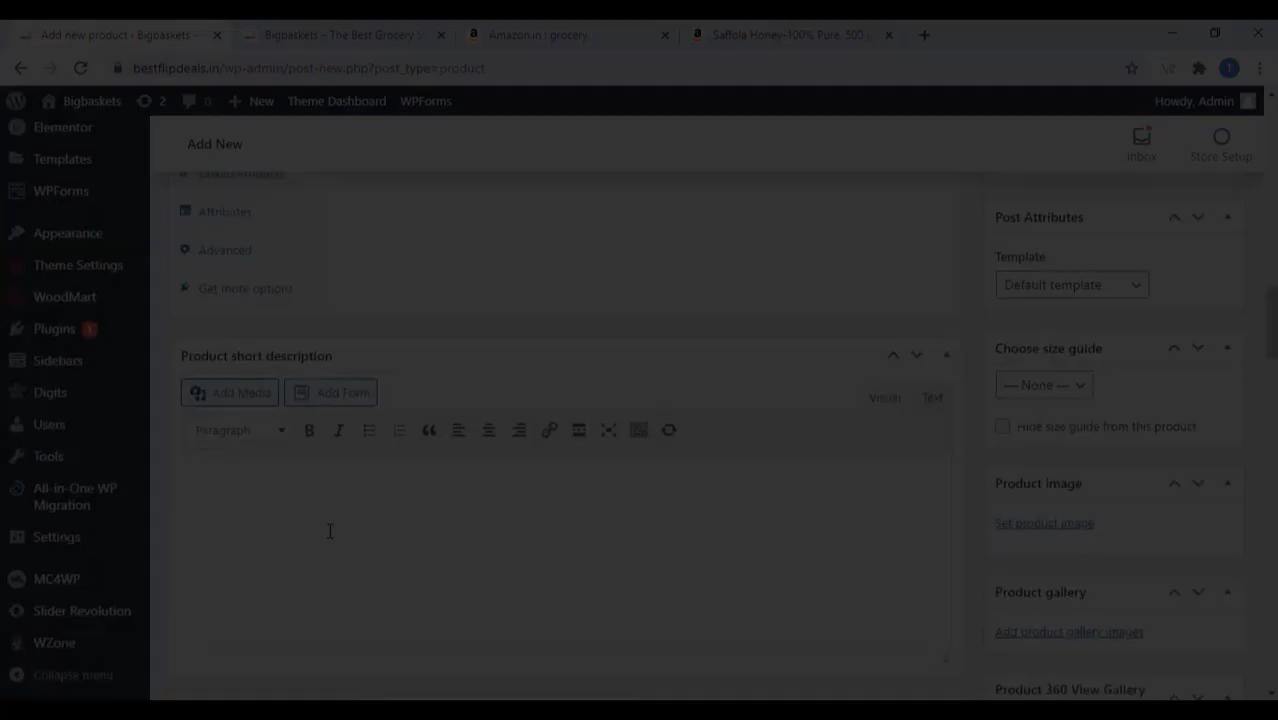 Add new product ‹ Bigbaskets –
Bigbaskets – The Best Grocery S
Amazon.in : grocery
Saffola Honey-100% Pure, 500 g
bestflipdeals.in/wp-admin/post-new.php?post_type=product
Bigbaskets
2
0
New
Theme Dashboard
WPForms
Howdy, Admin
Elementor
Templates
WPForms
Appearance
Theme Settings
WoodMart
Plugins 1
Sidebars
Digits
Users
Tools
All-in-One WP
Migration
Settings
MC4WP
Slider Revolution
WZone
Collapse menu
Add New
Inbox
Store Setup
Attributes
Advanced
Get more options
Product short description
Add Media
Add Form
Visual
Text
Paragraph
B
I
Post Attributes
Template
Default template
Choose size guide
— None —
Hide size guide from this product
Product image
Set product image
Product gallery
Add product gallery images
Product 360 View Gallery